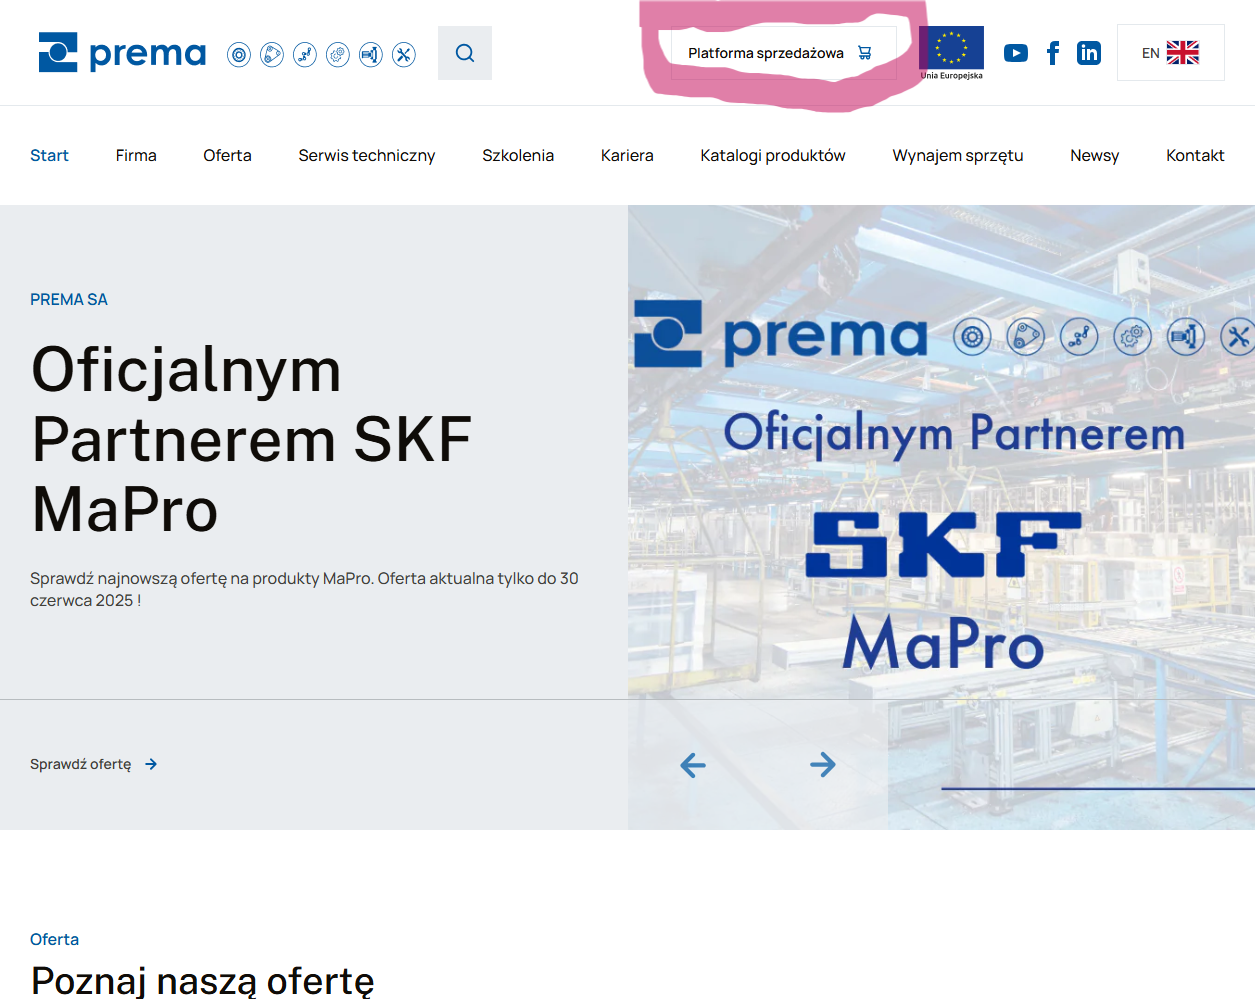 prema
Platforma sprzedażowa
Unia Europejska
EN
Start
Firma
Oferta
Serwis techniczny
Szkolenia
Kariera
Katalogi produktów
Wynajem sprzętu
Newsy
Kontakt
PREMA SA
Oficjalnym
Partnerem SKF
MaPro
Sprawdź najnowszą ofertę na produkty MaPro. Oferta aktualna tylko do 30
czerwca 2025 !
Sprawdź ofertę
prema
Oficjalnym Partnerem
SKF
MaPro
Oferta
Poznaj naszą ofertę